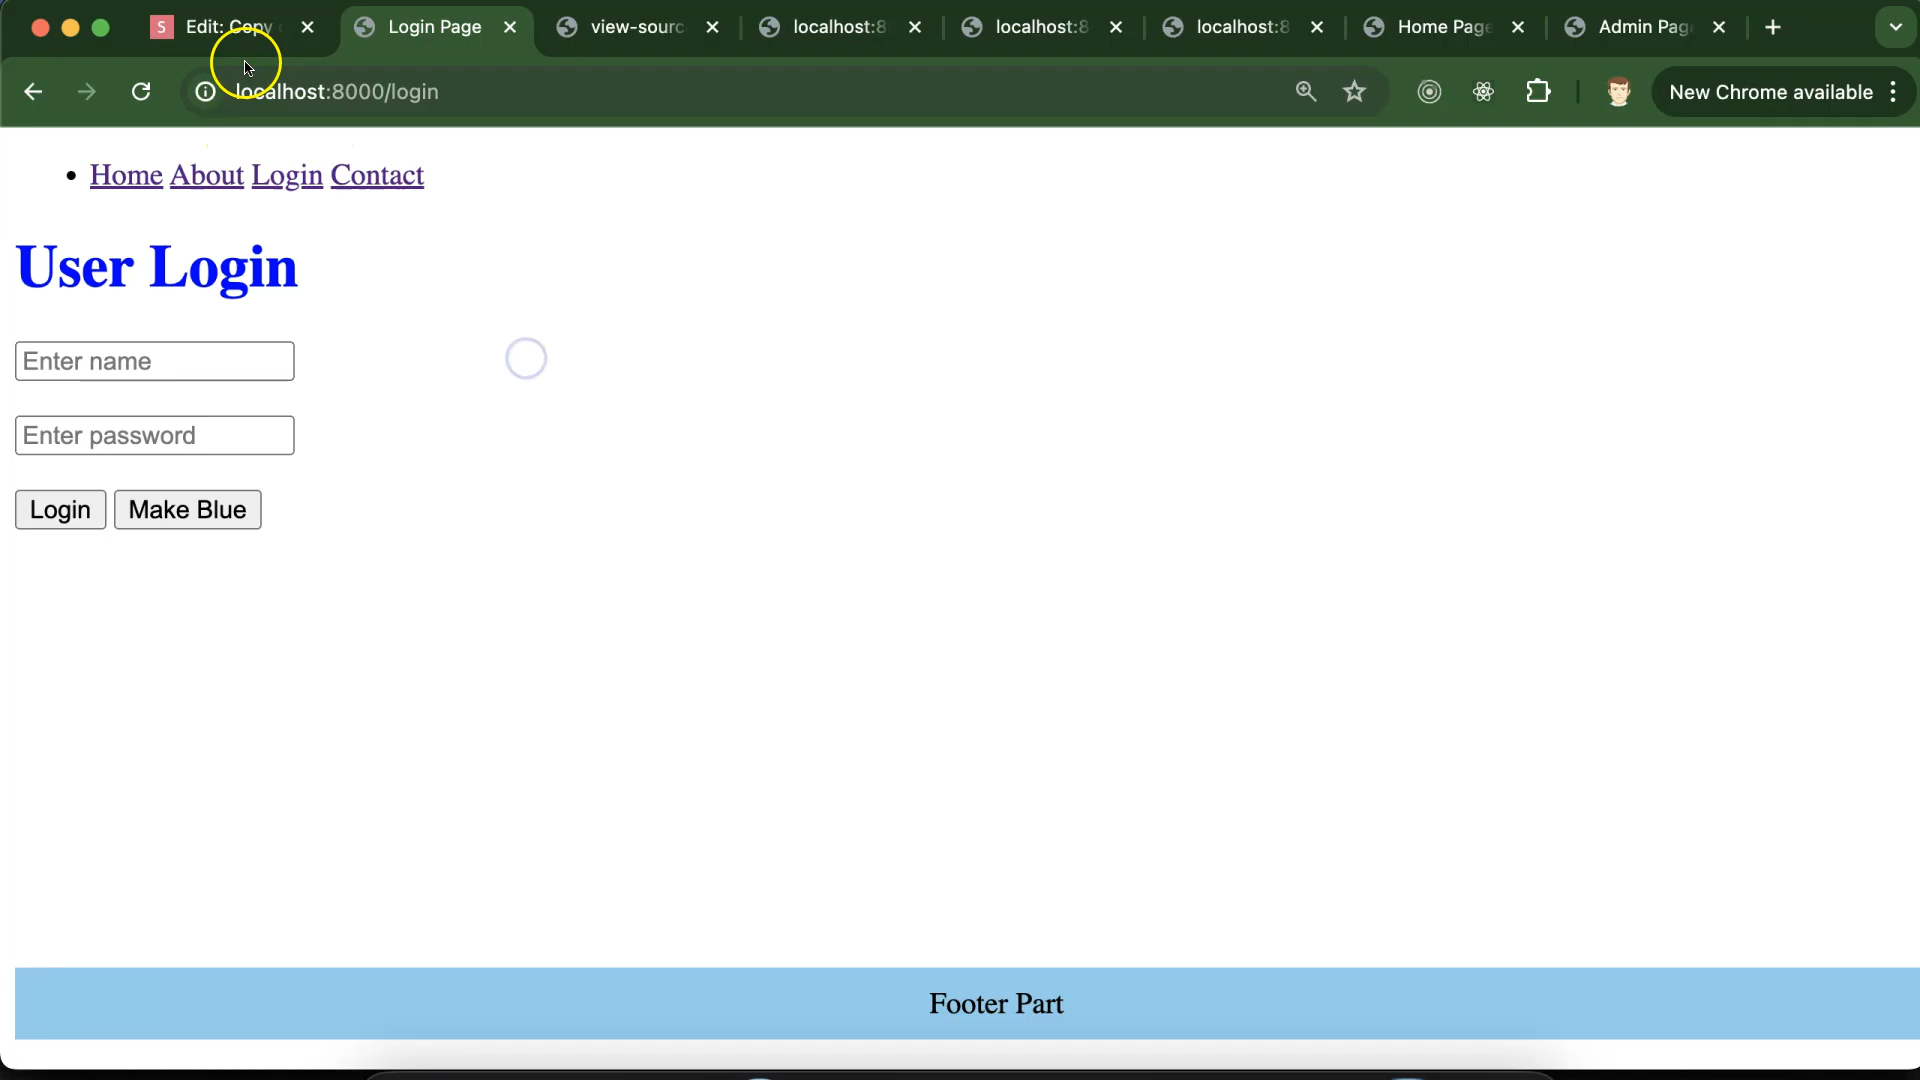 S Edit: Copy
Login Page
view-sourc
localhost:8
localhost:8
localhost:8
Home Page
Admin Pag
localhost:8000/login
New Chrome available
Home About Login Contact
User Login
Enter name
Enter password
Login Make Blue
Footer Part